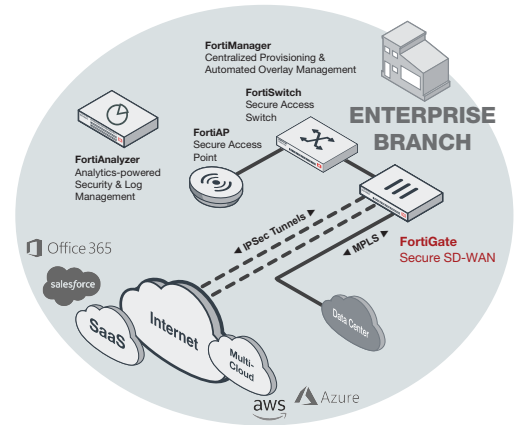 FortiManager
Centralized Provisioning &
Automated Overlay Management
FortiSwitch
Secure Access
Switch
ENTERPRISE
BRANCH
FortiAP
Secure Access
Point
FortiAnalyzer
Analytics-powered
Security & Log
Management
◄ IPSec Tunnels ►
◄ MPLS ►
FortiGate
Secure SD-WAN
Office 365
salesforce
SaaS
Internet
Multi-
Cloud
Data Center
aws
Azure